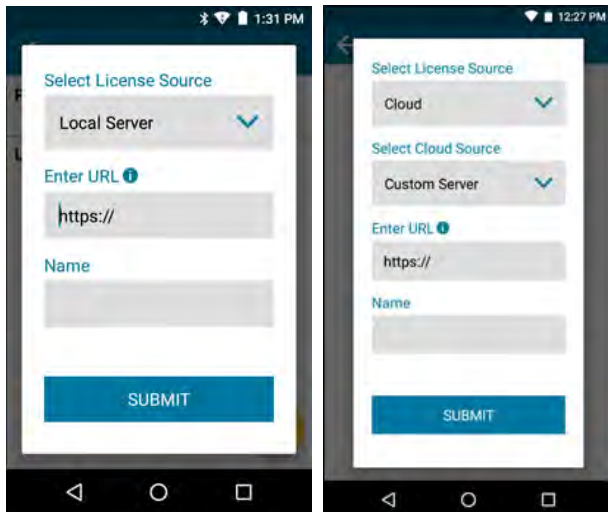 1:31 PM
Select License Source
Local Server
Enter URL
https://
Name
SUBMIT
12:27 PM
Select License Source
Cloud
Select Cloud Source
Custom Server
Enter URL
https://
Name
SUBMIT